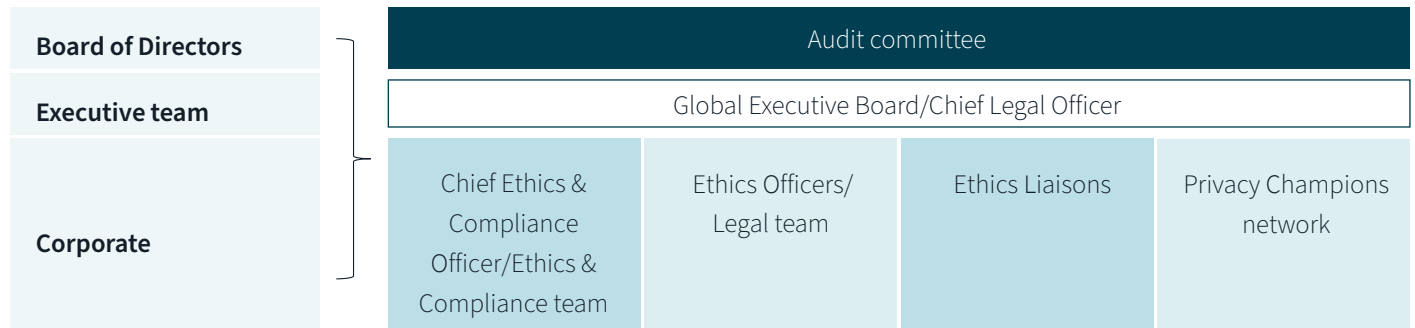 Board of Directors
Audit committee
Executive team
Global Executive Board/Chief Legal Officer
Corporate
Chief Ethics &
Compliance
Officer/Ethics &
Compliance team
Ethics Officers/
Legal team
Ethics Liaisons
Privacy Champions
network